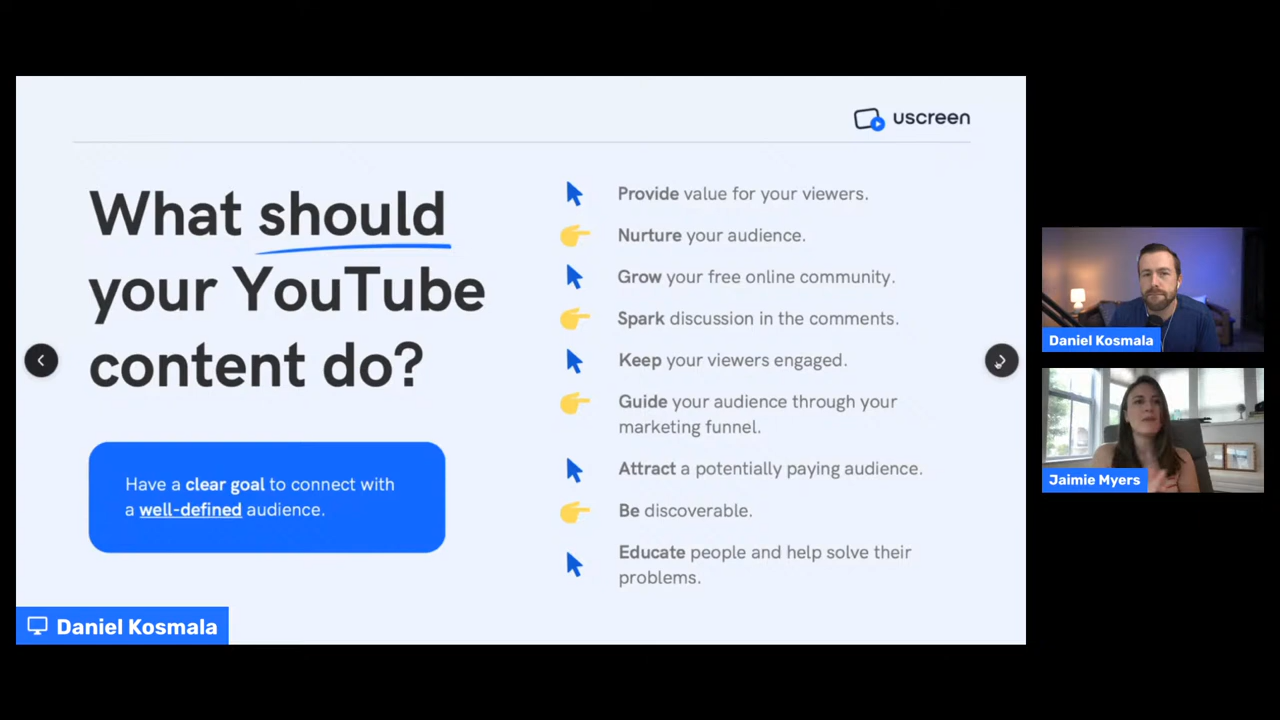 uscreen
What should
your YouTube
content do?
Have a clear goal to connect with
a well-defined audience.
Provide value for your viewers.
Nurture your audience.
Grow your free online community.
Spark discussion in the comments.
Keep your viewers engaged.
Guide your audience through your
marketing funnel.
Attract a potentially paying audience.
Be discoverable.
Educate people and help solve their
problems.
Daniel Kosmala
Daniel Kosmala
Jaimie Myers